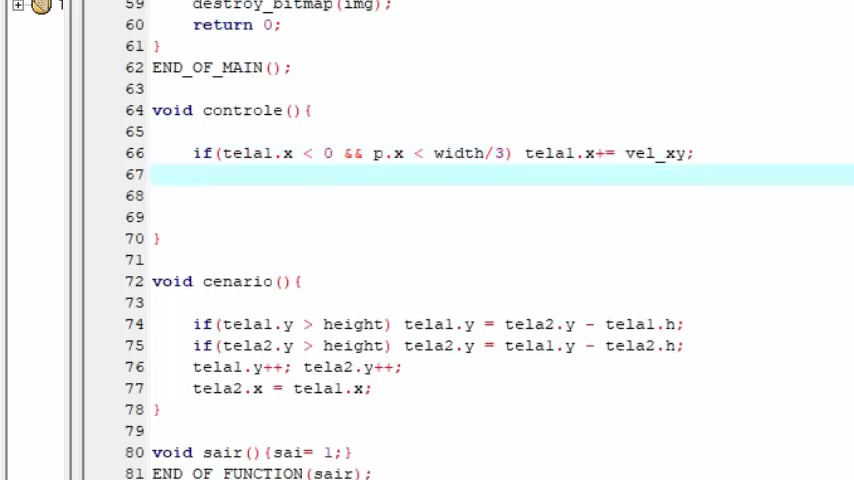 59 destroy_bitmap(img);
60 return 0;
61 }
62 END_OF_MAIN();
63
64 void controle(){
65
66 if(tela1.x < 0 && p.x < width/3) tela1.x+= vel_xy;
67
68
69
70 }
71
72 void cenario(){
73
74 if(tela1.y > height) tela1.y = tela2.y - tela1.h;
75 if(tela2.y > height) tela2.y = tela1.y - tela2.h;
76 tela1.y++; tela2.y++;
77 tela2.x = tela1.x;
78 }
79
80 void sair(){sai= 1;}
81 END_OF_FUNCTION(sair);